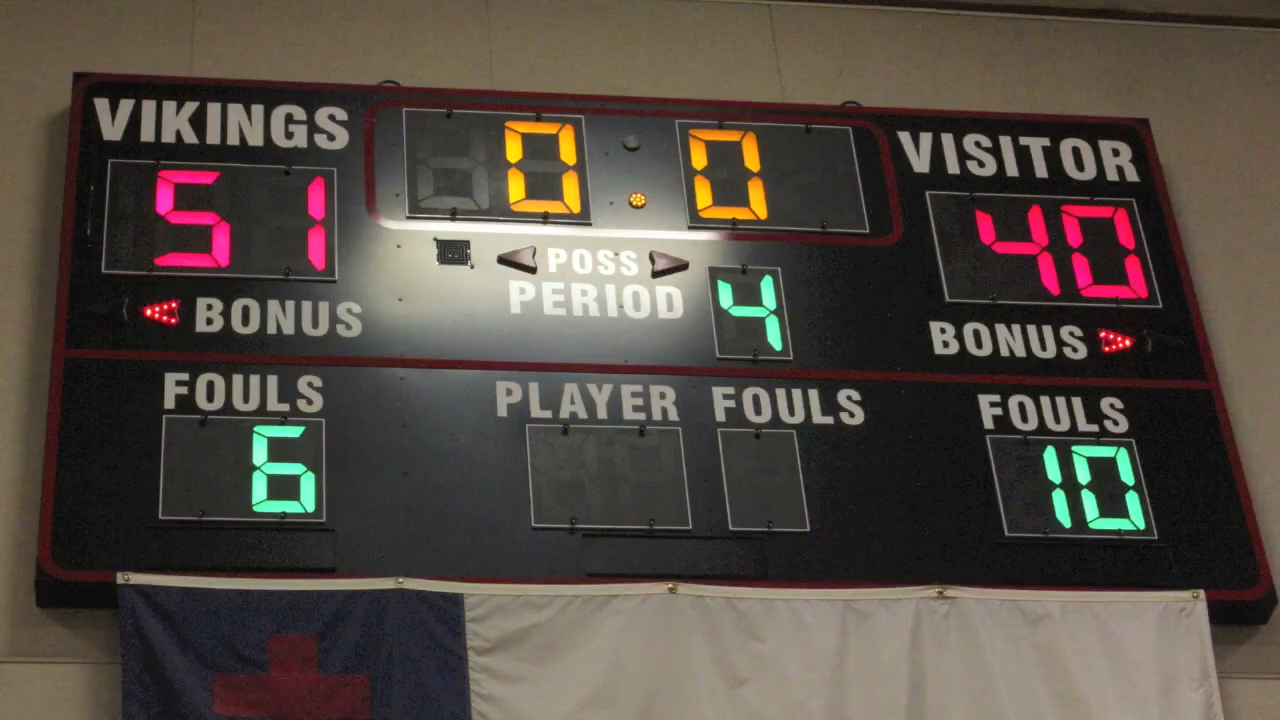 VIKINGS
51
BONUS
0.0
POSS
PERIOD 4
VISITOR
40
BONUS
FOULS
6
PLAYER FOULS
FOULS
10